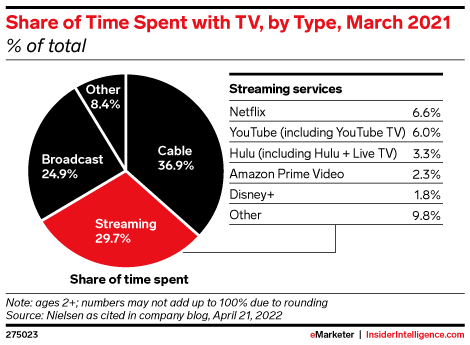 Share of Time Spent with TV, by Type, March 2021
% of total
Other
8.4%
Cable
36.9%
Broadcast
24.9%
Streaming
29.7%
Share of time spent
Streaming services
Netflix 6.6%
YouTube (including YouTube TV) 6.0%
Hulu (including Hulu + Live TV) 3.3%
Amazon Prime Video 2.3%
Disney+ 1.8%
Other 9.8%
Note: ages 2+; numbers may not add up to 100% due to rounding
Source: Nielsen as cited in company blog, April 21, 2022
275023 eMarketer | InsiderIntelligence.com